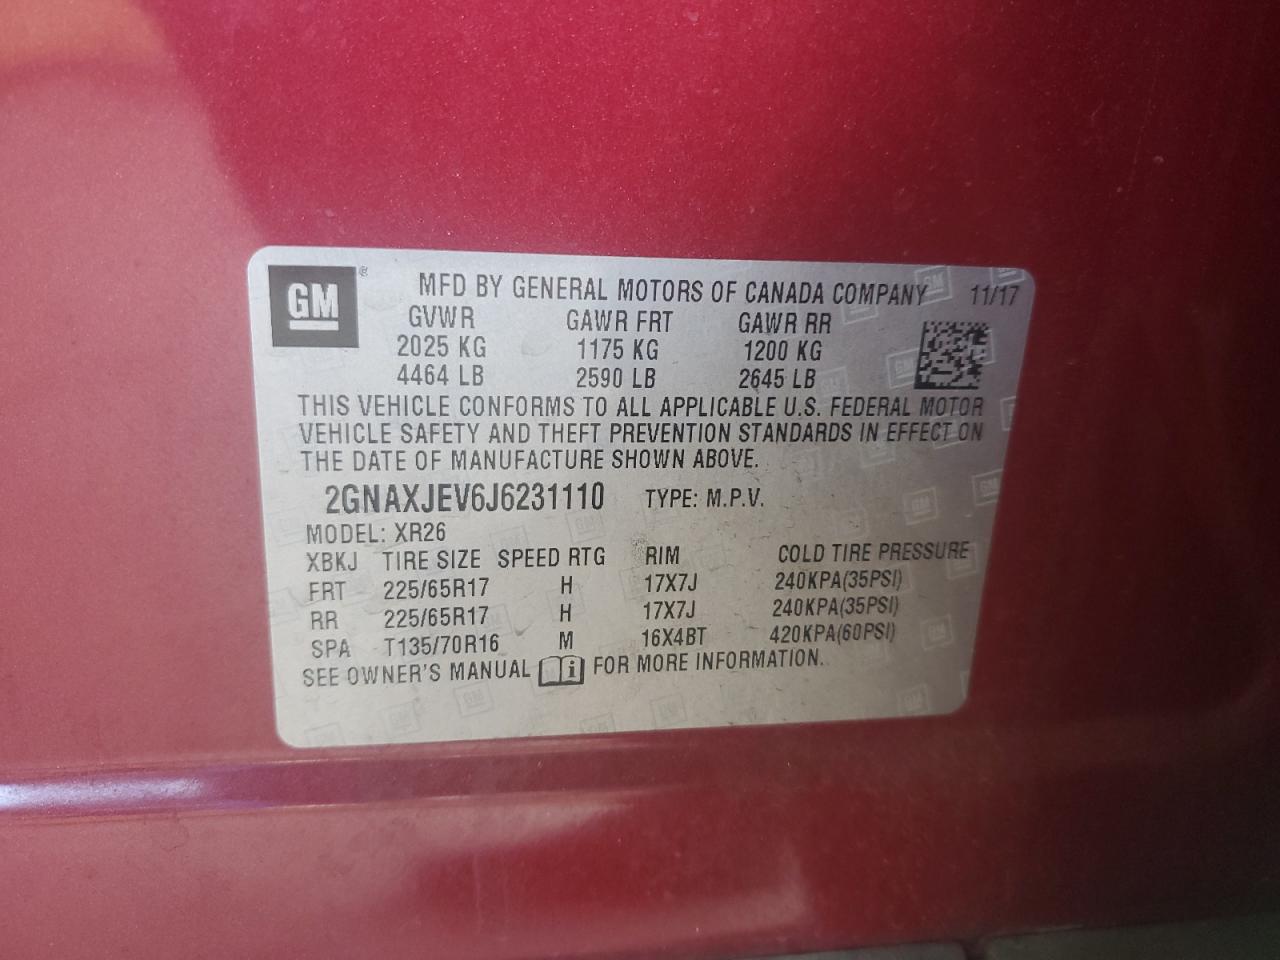 GM ®
MFD BY GENERAL MOTORS OF CANADA COMPANY 11/17
GVWR GAWR FRT GAWR RR
2025 KG 1175 KG 1200 KG
4464 LB 2590 LB 2645 LB
THIS VEHICLE CONFORMS TO ALL APPLICABLE U.S. FEDERAL MOTOR
VEHICLE SAFETY AND THEFT PREVENTION STANDARDS IN EFFECT ON
THE DATE OF MANUFACTURE SHOWN ABOVE.
2GNAXJEV6J6231110 TYPE: M.P.V.
MODEL: XR26
XBKJ TIRE SIZE SPEED RTG RIM COLD TIRE PRESSURE
FRT 225/65R17 H 17X7J 240KPA(35PSI)
RR 225/65R17 H 17X7J 240KPA(35PSI)
SPA T135/70R16 M 16X4BT 420KPA(60PSI)
SEE OWNER'S MANUAL i FOR MORE INFORMATION.